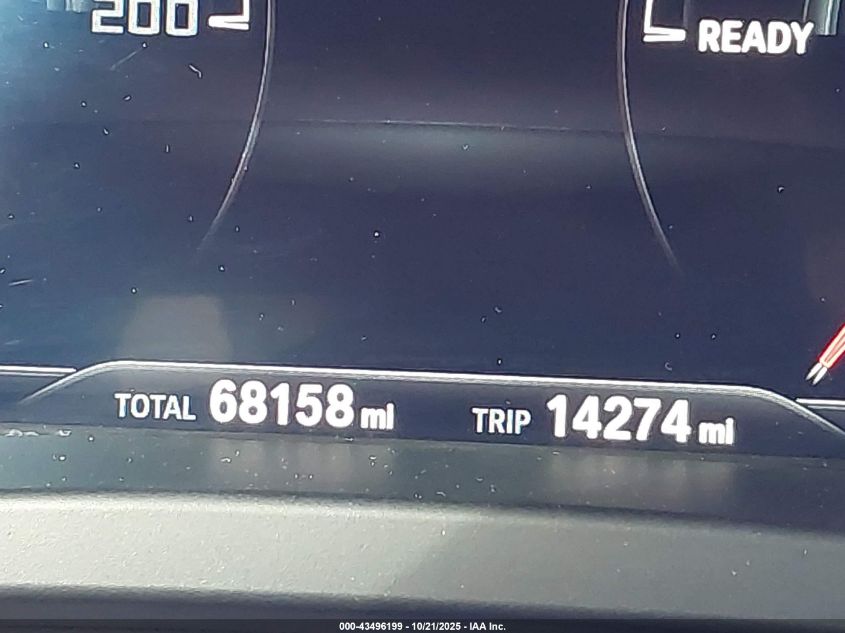 200
READY
TOTAL 68158 mi TRIP 14274 mi
000-43496199 - 10/21/2025 - IAA Inc.